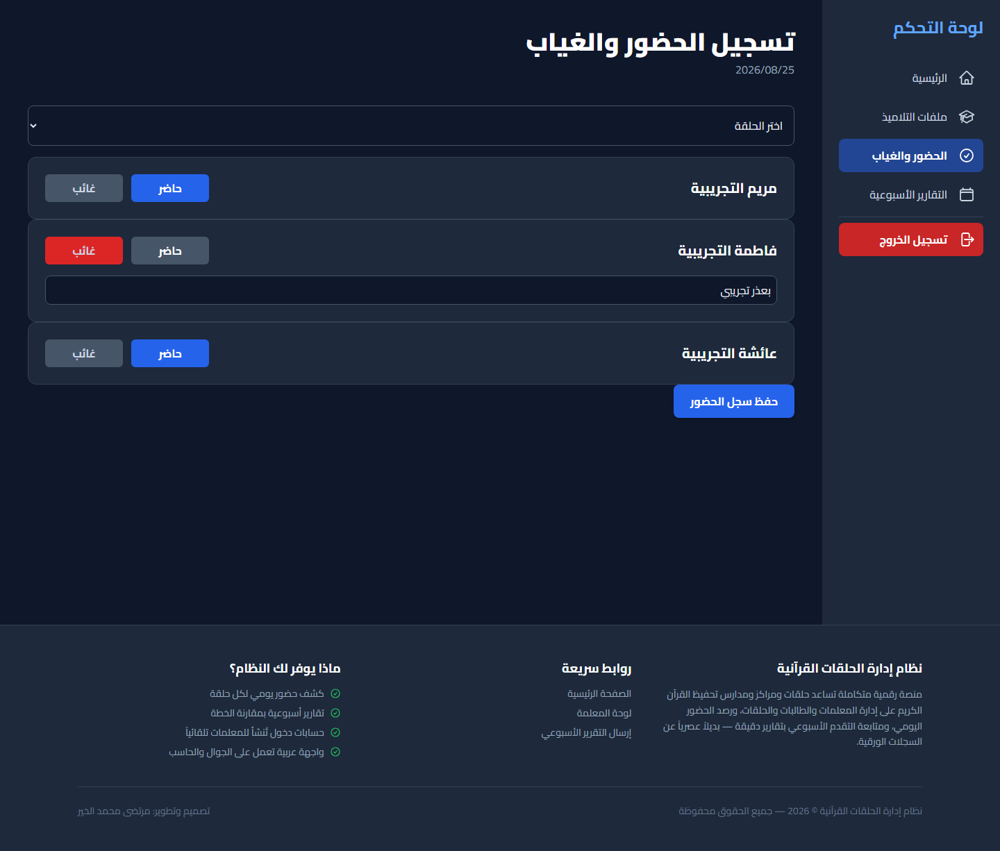 لوحة التحكم
الرئيسية
ملفات التلاميذ
الحضور والغياب
التقارير الأسبوعية
تسجيل الخروج
تسجيل الحضور والغياب
2026/08/25
اختر الحلقة
مريم التجريبية
حاضر
غائب
فاطمة التجريبية
حاضر
غائب
بعذر تجريبي
عائشة التجريبية
حاضر
غائب
حفظ سجل الحضور
نظام إدارة الحلقات القرآنية
منصة رقمية متكاملة تساعد حلقات ومراكز ومدارس تحفيظ القرآن
الكريم على إدارة المعلمات والطالبات والحلقات، ورصد الحضور
اليومي، ومتابعة التقدم الأسبوعي بتقارير دقيقة — بديلاً عصرياً عن
السجلات الورقية.
روابط سريعة
الصفحة الرئيسية
لوحة المعلمة
إرسال التقرير الأسبوعي
ماذا يوفر لك النظام؟
كشف حضور يومي لكل حلقة
تقارير أسبوعية بمقارنة الخطة
حسابات دخول تُنشأ للمعلمات تلقائياً
واجهة عربية تعمل على الجوال والحاسب
نظام إدارة الحلقات القرآنية © 2026 — جميع الحقوق محفوظة
تصميم وتطوير: مرتضى محمد الخير